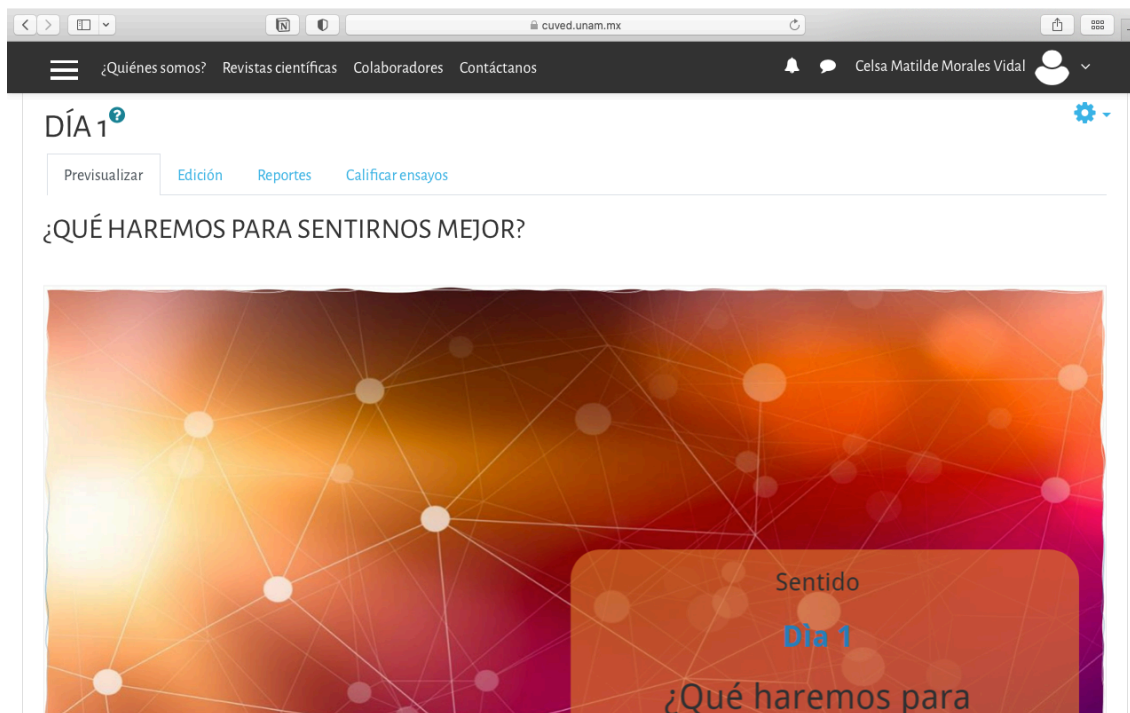 cuved.unam.mx
¿Quiénes somos? Revistas científicas Colaboradores Contáctanos Celsa Matilde Morales Vidal
DÍA 1
Previsualizar Edición Reportes Calificar ensayos
¿QUÉ HAREMOS PARA SENTIRNOS MEJOR?
Sentido
Dìa 1
¿Qué haremos para